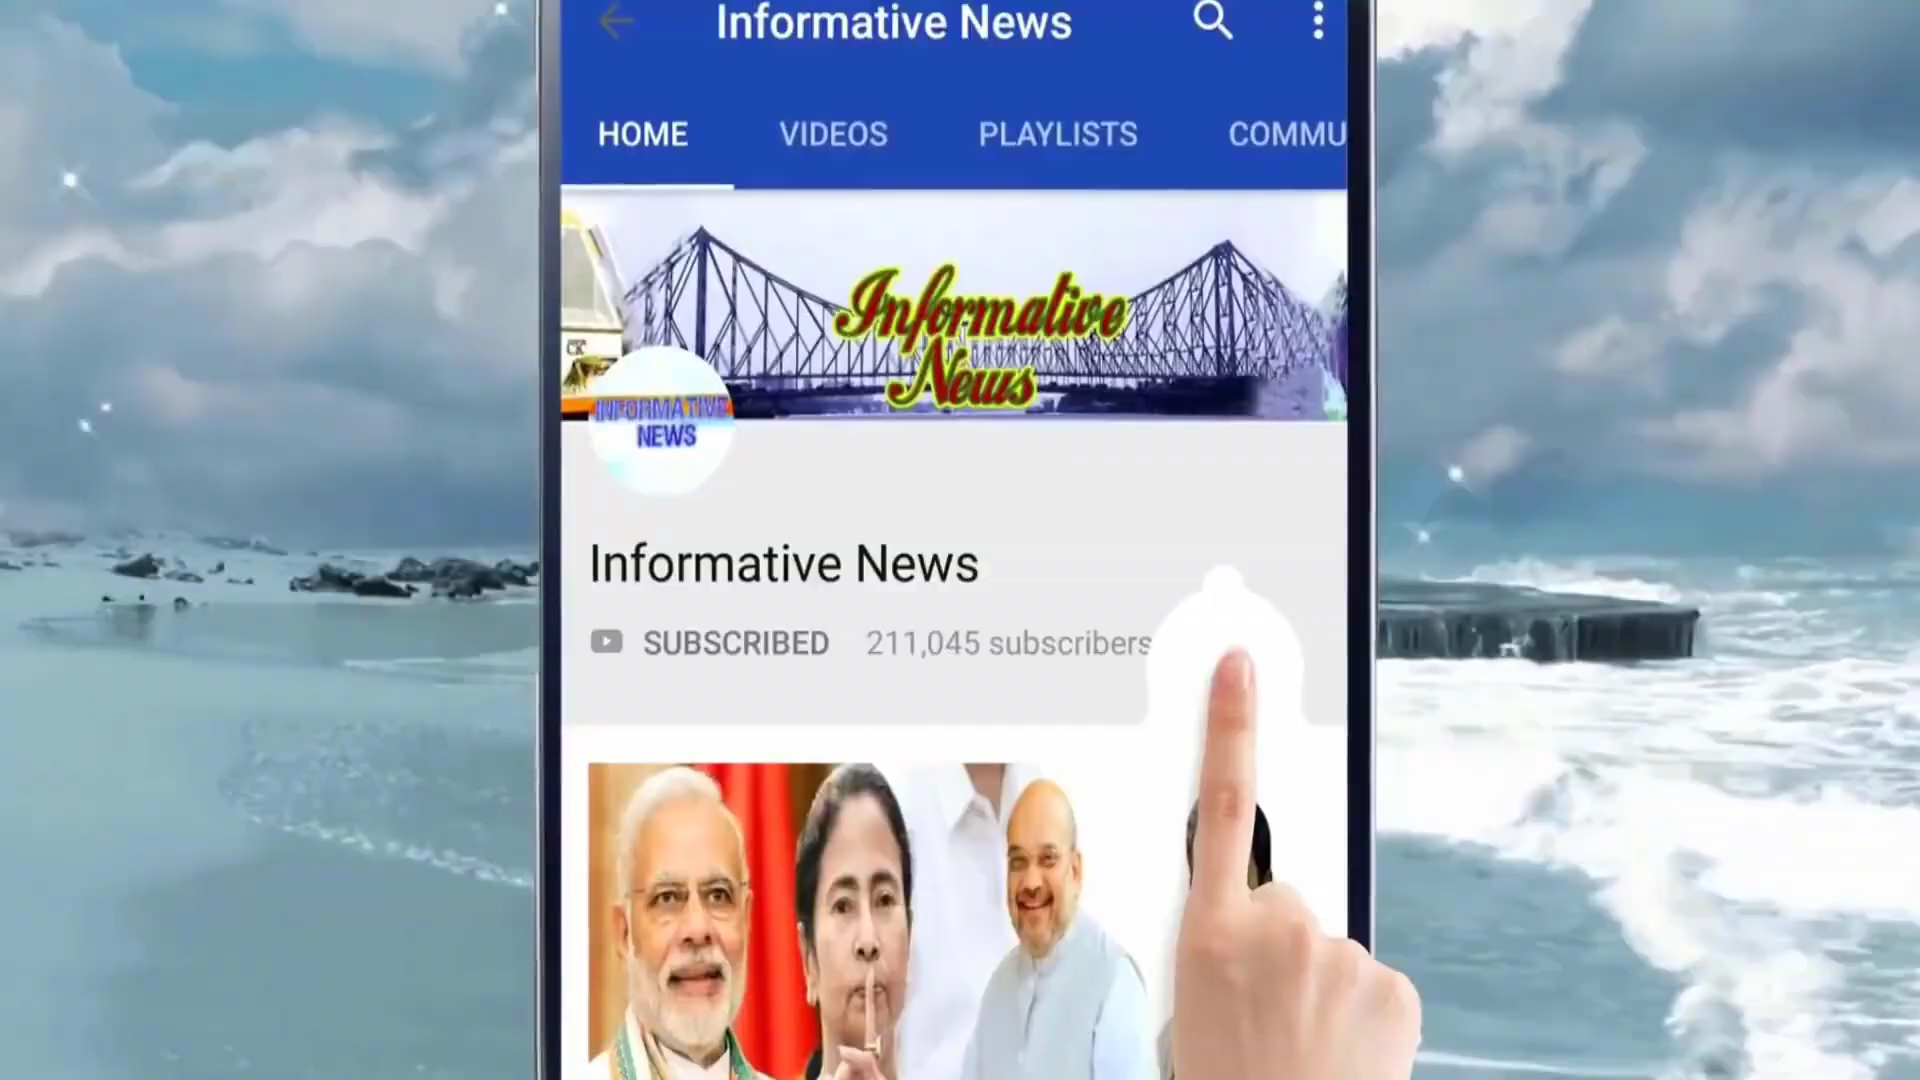 Informative News
HOME VIDEOS PLAYLISTS COMMU
Informative
News
INFORMATIVE
NEWS
Informative News
SUBSCRIBED 211,045 subscribers